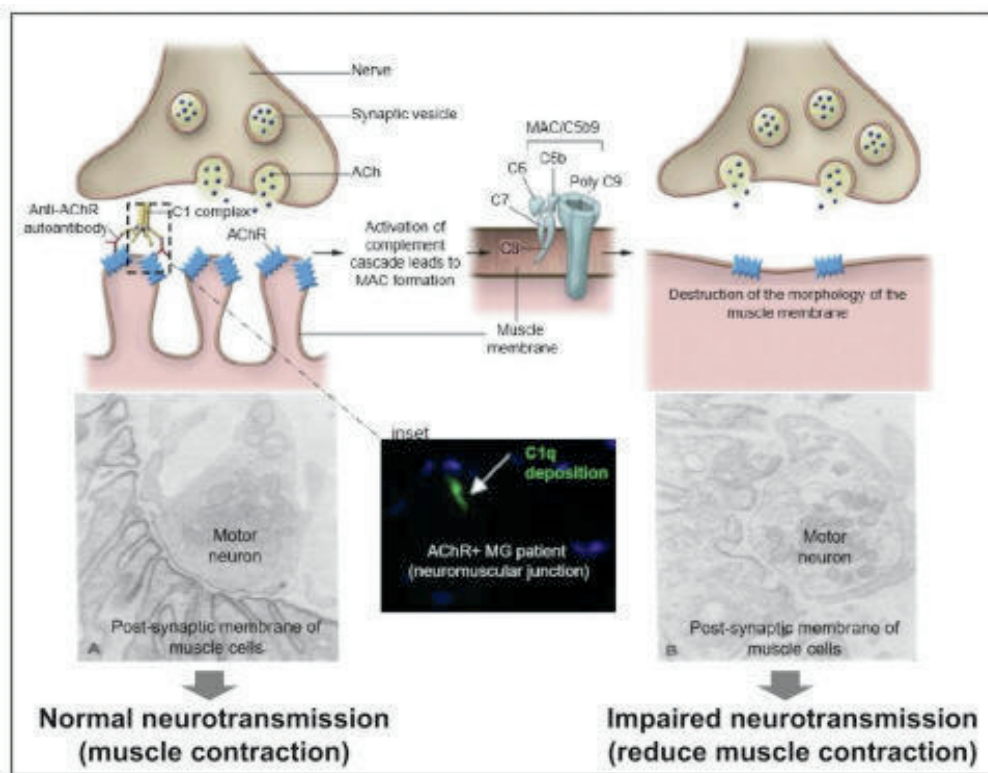 Nerve
Synaptic vesicle
ACh
Anti-AChR
autoantibody
C1 complex
AChR
Activation of
complement
cascade leads to
MAC formation
MAC/C5b9
C5b
C6
Poly C9
C7
C8
Muscle
membrane
Destruction of the morphology of the
muscle membrane
inset
C1q
deposition
AChR+ MG patient
(neuromuscular junction)
Motor
neuron
Post-synaptic membrane of
muscle cells
A
Motor
neuron
Post-synaptic membrane of
muscle cells
B
Normal neurotransmission
(muscle contraction)
Impaired neurotransmission
(reduce muscle contraction)